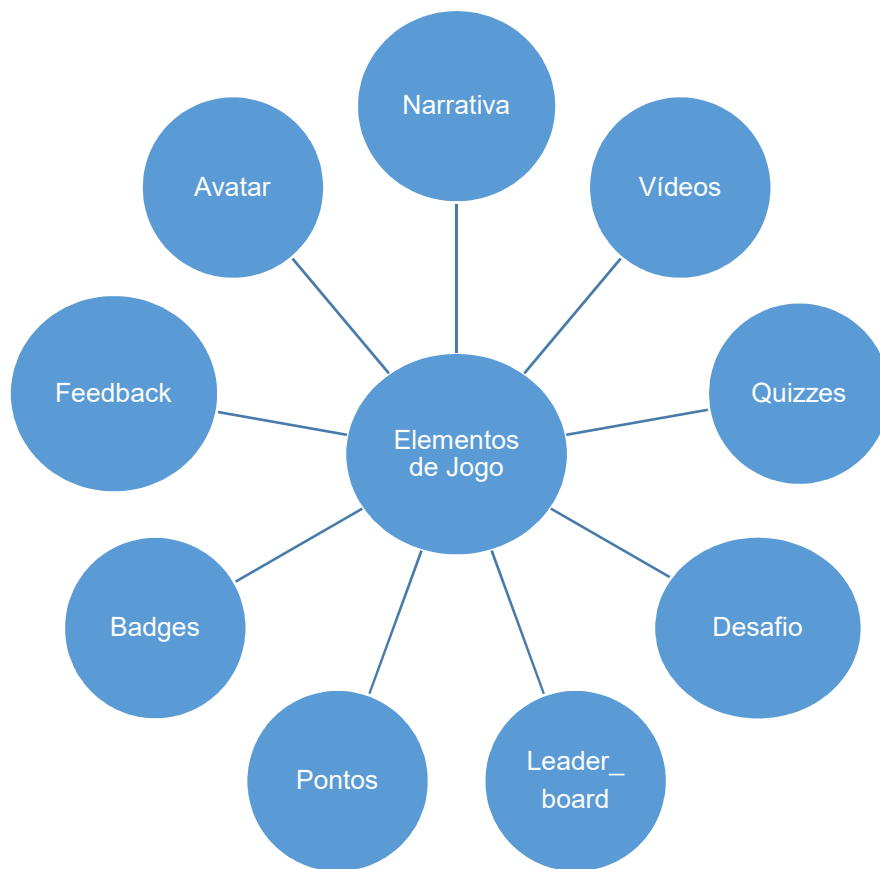 Narrativa
Avatar
Vídeos
Feedback
Quizzes
Elementos
de Jogo
Badges
Desafio
Pontos
Leader_
board